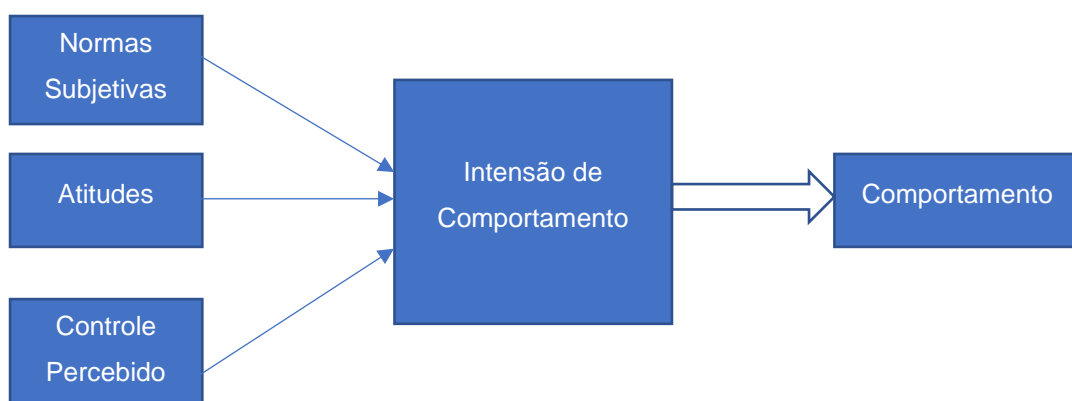 Normas
Subjetivas
Atitudes
Controle
Percebido
Intensão de
Comportamento
Comportamento